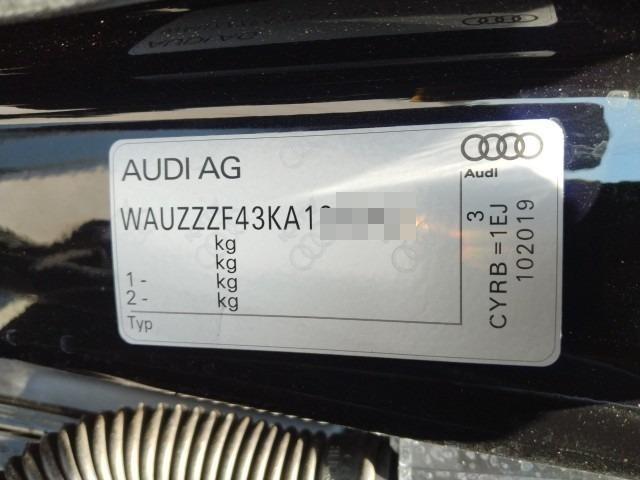 AUDI AG
WAUZZZF43KA1
kg
kg
1 - kg
2 - kg
Typ
Audi
3
CYRB =1EJ
102019